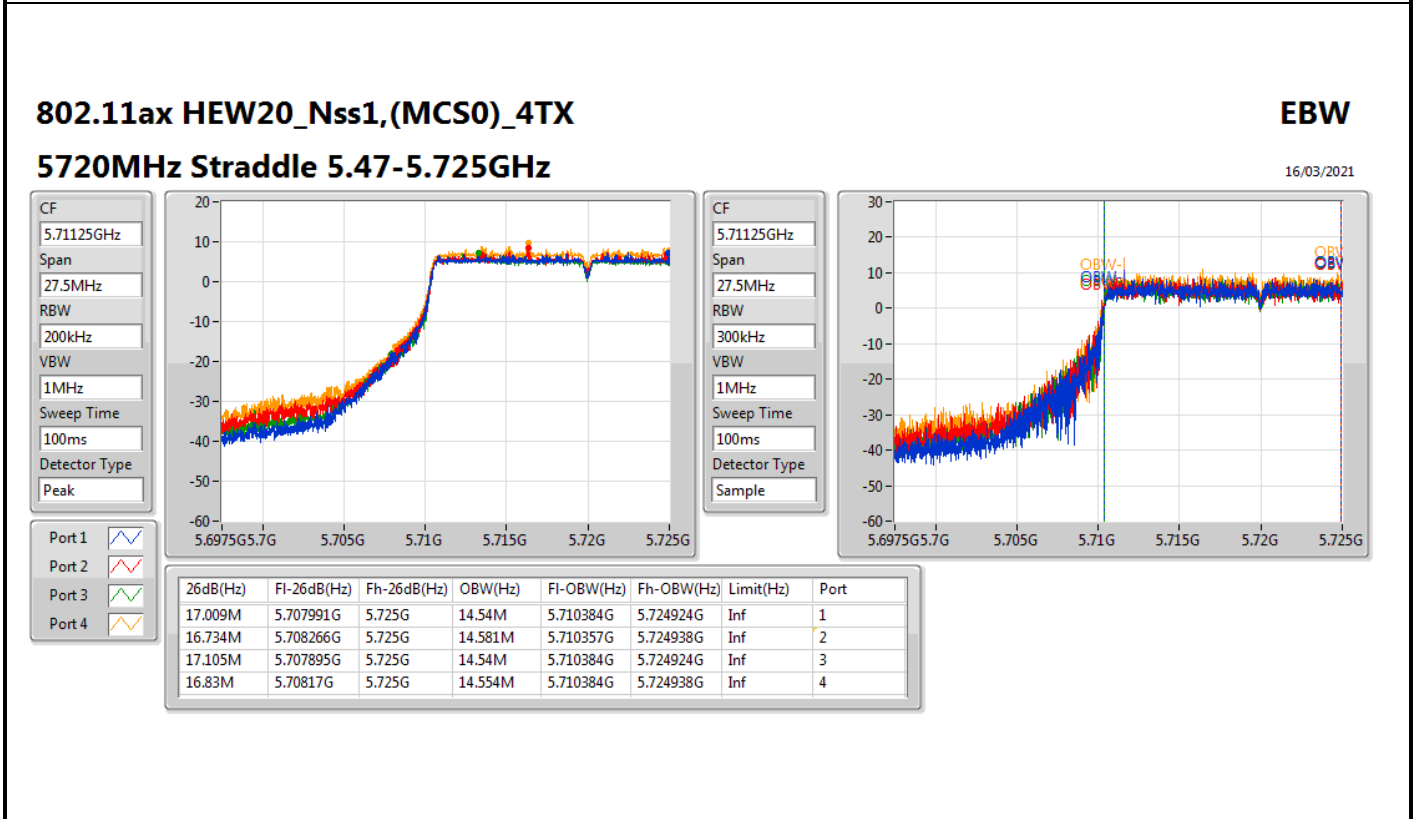 802.11ax HEW20_Nss1,(MCS0)_4TX
EBW
5720MHz Straddle 5.47-5.725GHz
16/03/2021
CF
5.71125GHz
Span
27.5MHz
RBW
200kHz
VBW
1MHz
Sweep Time
100ms
Detector Type
Peak
20
10
0
-10
-20
-30
-40
-50
-60
5.6975G 5.7G 5.705G 5.71G 5.715G 5.72G 5.725G
CF
5.71125GHz
Span
27.5MHz
RBW
300kHz
VBW
1MHz
Sweep Time
100ms
Detector Type
Sample
30
20
10
0
-10
-20
-30
-40
-50
-60
OBW-l
OBW-l
OBV
OBV
5.6975G 5.7G 5.705G 5.71G 5.715G 5.72G 5.725G
Port 1
Port 2
Port 3
Port 4
26dB(Hz) Fl-26dB(Hz) Fh-26dB(Hz) OBW(Hz) Fl-OBW(Hz) Fh-OBW(Hz) Limit(Hz) Port
17.009M 5.707991G 5.725G 14.54M 5.710384G 5.724924G Inf 1
16.734M 5.708266G 5.725G 14.581M 5.710357G 5.724938G Inf 2
17.105M 5.707895G 5.725G 14.54M 5.710384G 5.724924G Inf 3
16.83M 5.70817G 5.725G 14.554M 5.710384G 5.724938G Inf 4